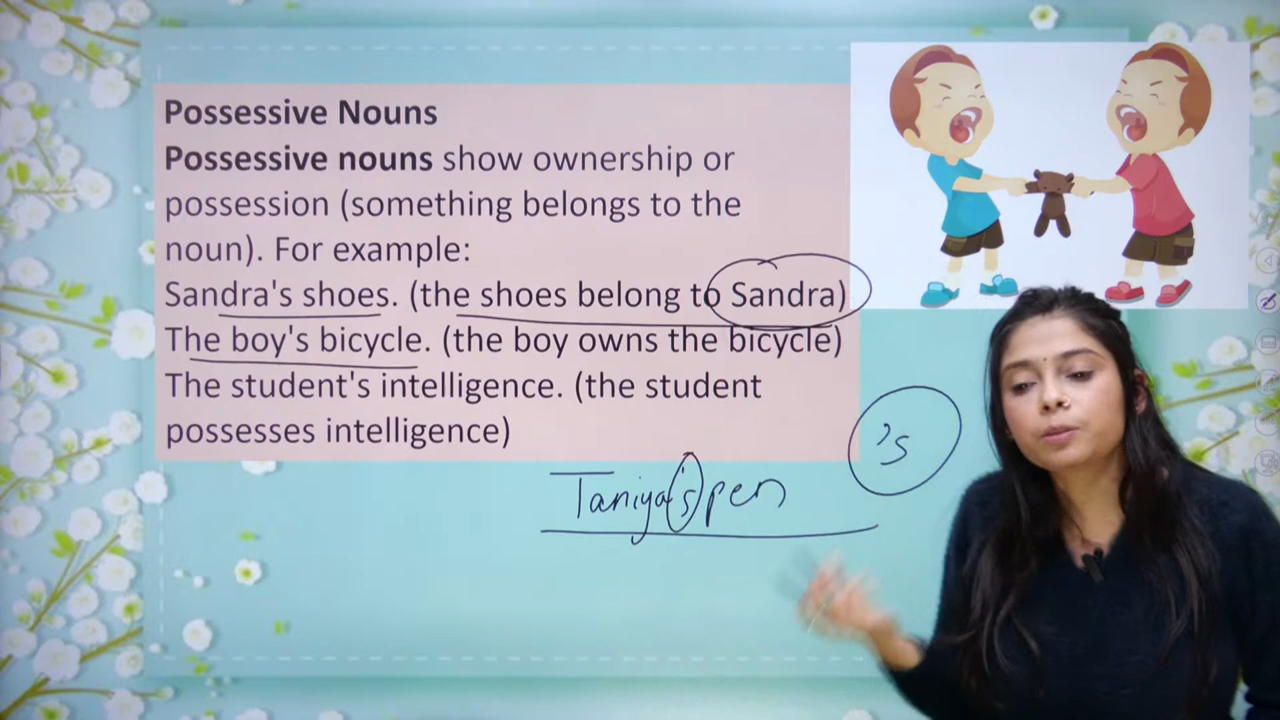 Possessive Nouns
Possessive nouns show ownership or
possession (something belongs to the
noun). For example:
Sandra's shoes. (the shoes belong to Sandra)
The boy's bicycle. (the boy owns the bicycle)
The student's intelligence. (the student
possesses intelligence)
's
Taniya's pen